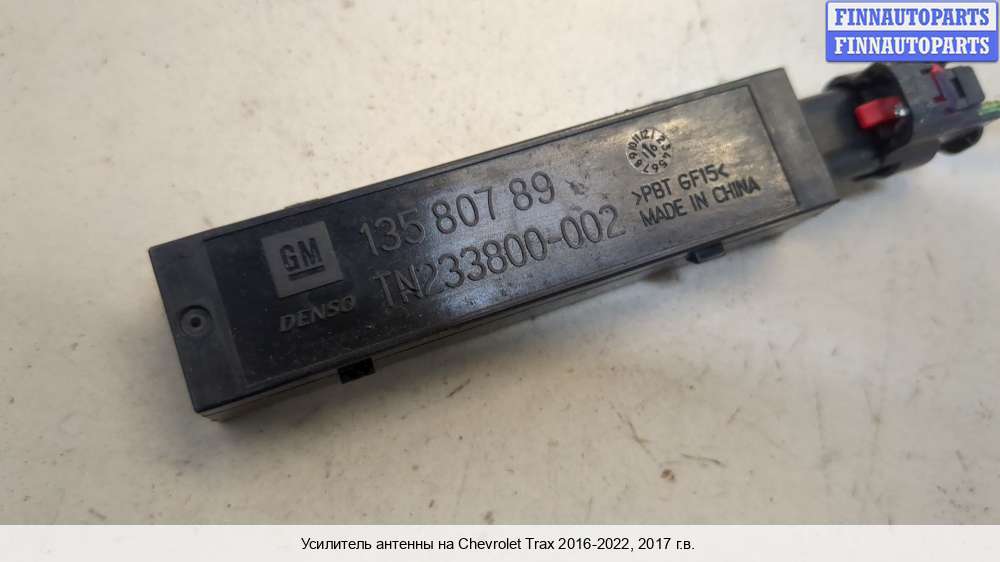 FINNAUTOPARTS
FINNAUTOPARTS
GM
DENSO
135 807 89
TN233800-002
>PBT GF15<
MADE IN CHINA
Усилитель антенны на Chevrolet Trax 2016-2022, 2017 г.в.